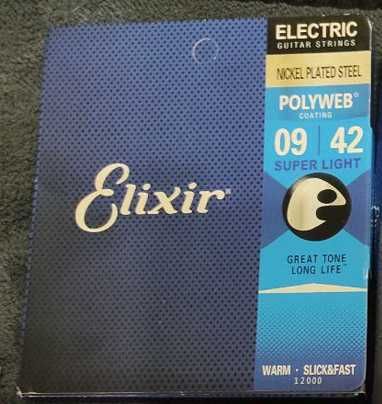 ELECTRIC
GUITAR STRINGS
NICKEL PLATED STEEL
POLYWEB®
COATING
09 | 42
SUPER LIGHT
Elixir®
e
GREAT TONE
LONG LIFE™
WARM · SLICK&FAST
12000